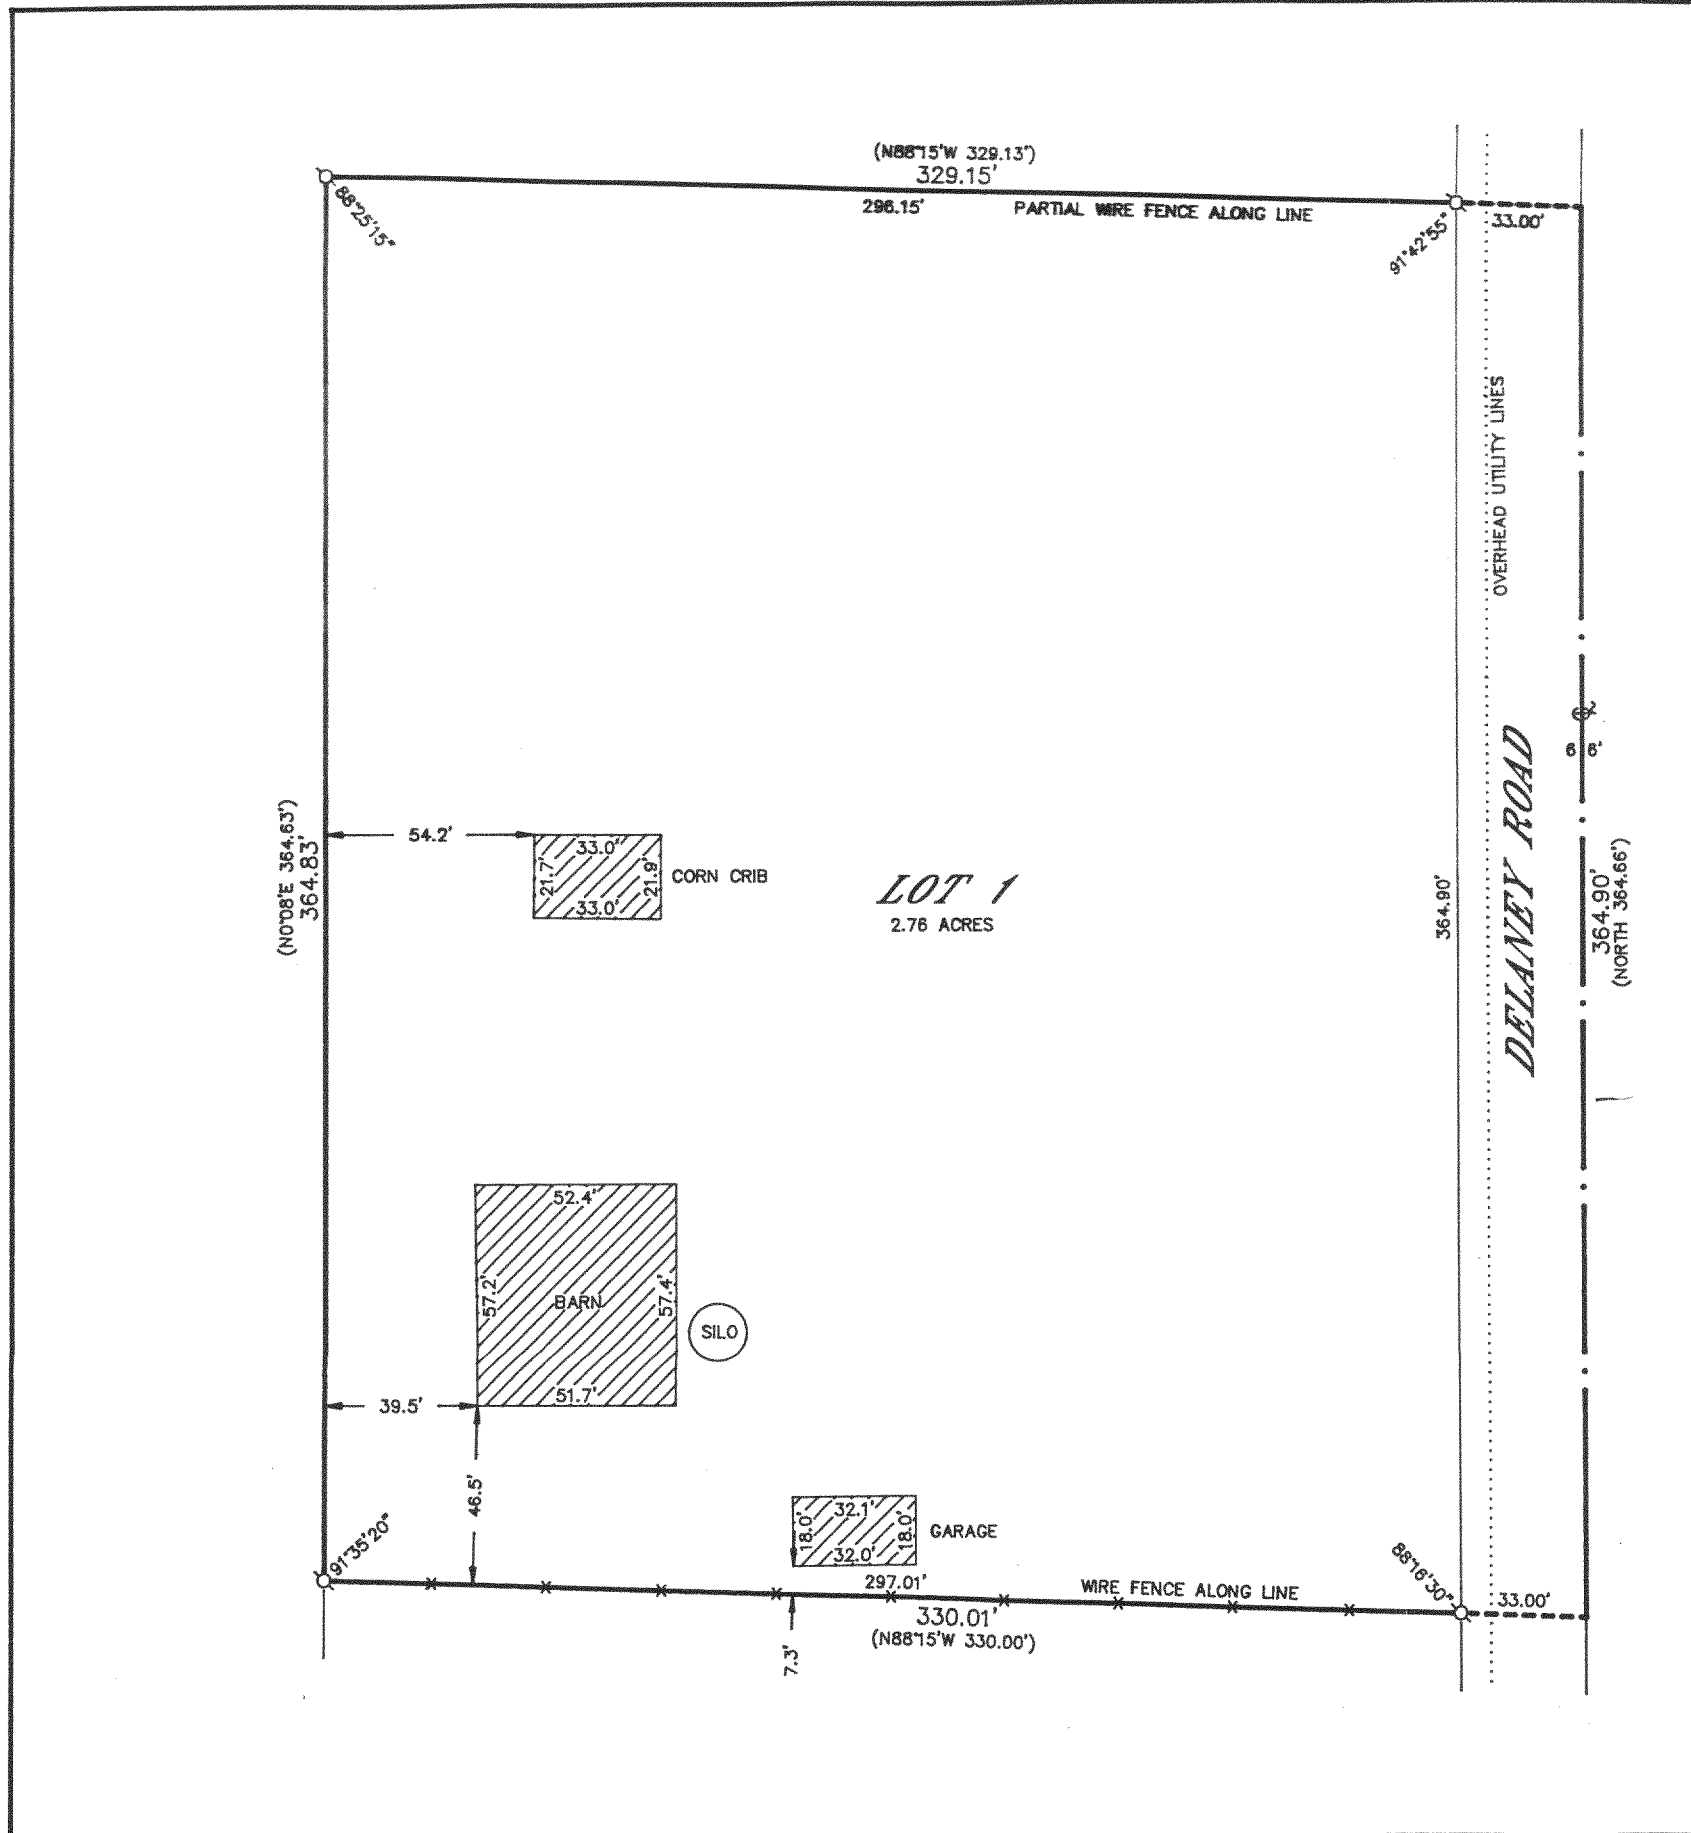 (N88°15'W 329.13')
329.15'
296.15'
PARTIAL WIRE FENCE ALONG LINE
33.00'
88°25'15"
91°42'55"
OVERHEAD UTILITY LINES
66'
DELANEY ROAD
(N0°08'E 364.63')
364.83'
54.2'
33.0'
21.7'
21.9'
33.0'
CORN CRIB
LOT 1
2.76 ACRES
364.90'
364.90'
(NORTH 364.66')
52.4'
57.2'
BARN
57.4'
51.7'
SILO
39.5'
46.5'
32.1'
18.0'
18.0'
32.0'
GARAGE
91°35'20"
88°16'30"
297.01'
WIRE FENCE ALONG LINE
33.00'
330.01'
(N88°15'W 330.00')
7.3'